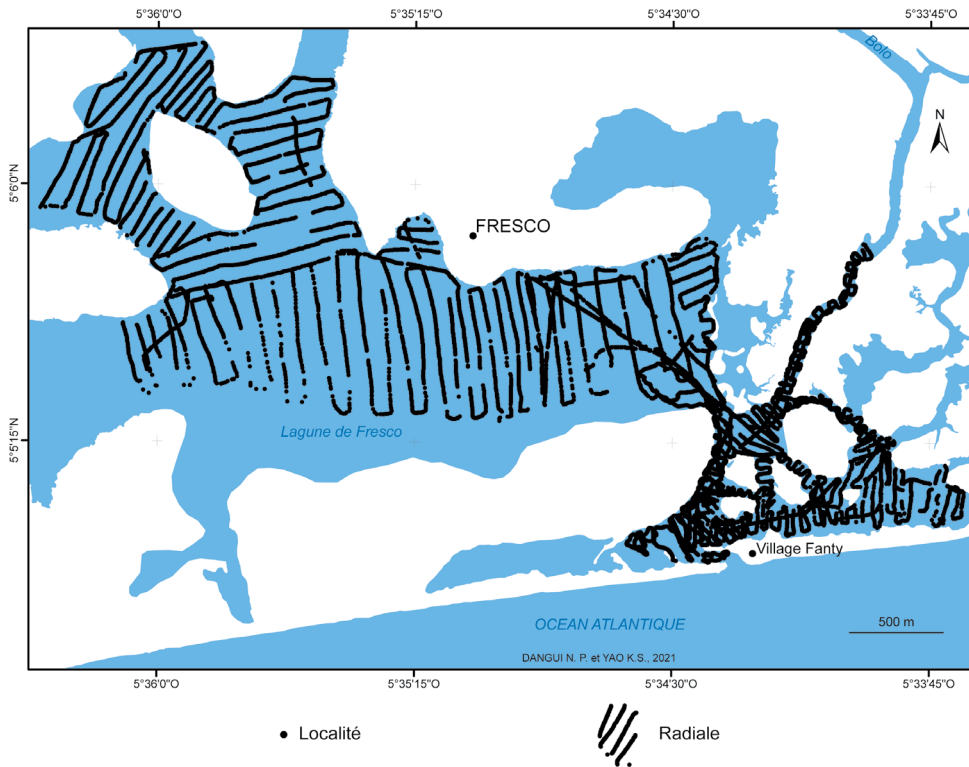 5°36'0"O 5°35'15"O 5°34'30"O 5°33'45"O
Bolo
N
5°6'0"N
FRESCO
5°5'15"N
Lagune de Fresco
Village Fanty
OCEAN ATLANTIQUE
500 m
DANGUI N. P. et YAO K.S., 2021
5°36'0"O 5°35'15"O 5°34'30"O 5°33'45"O
Localité Radiale